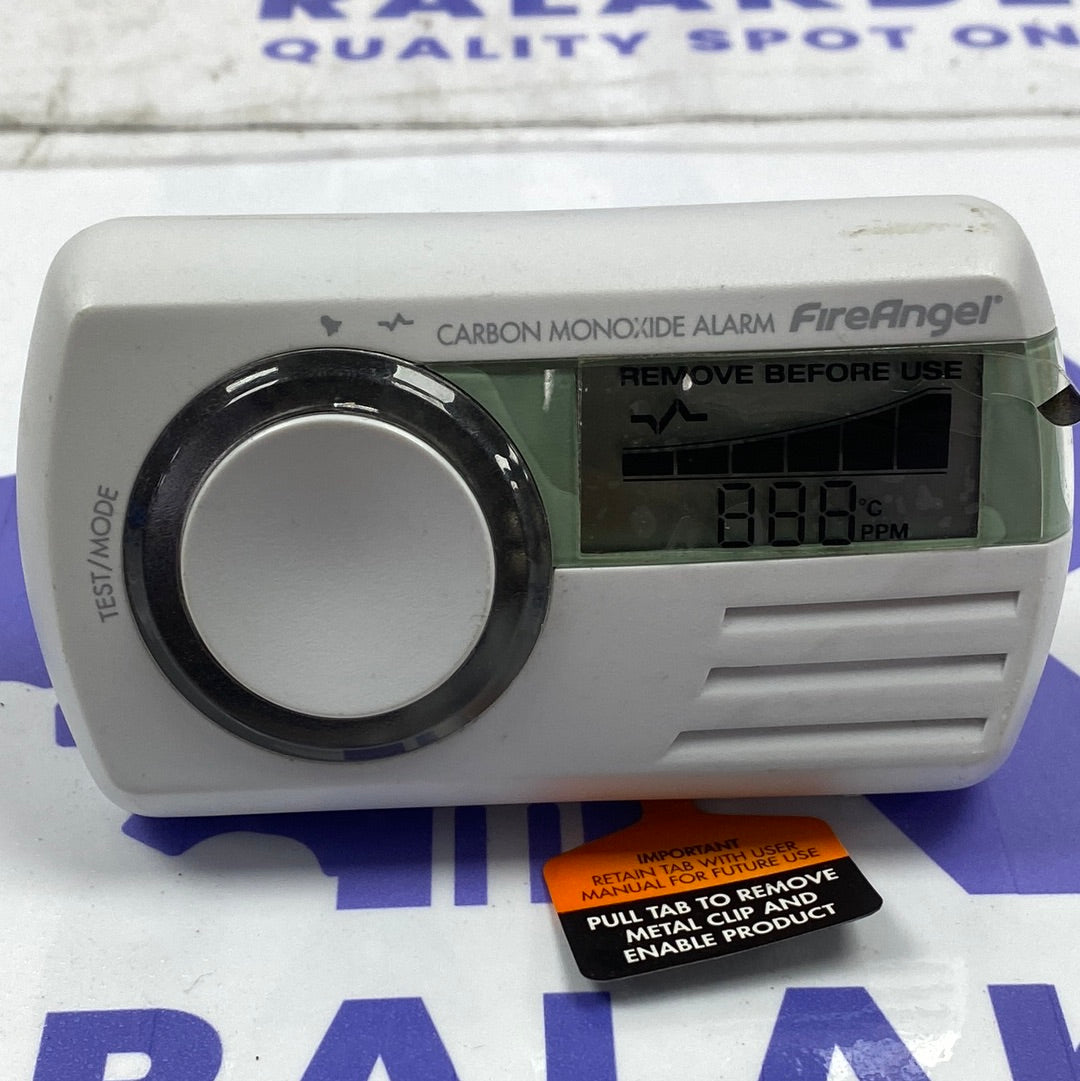 QUALITY SPOT ON
CARBON MONOXIDE ALARM FireAngel
REMOVE BEFORE USE
888 °C
PPM
TEST/MODE
IMPORTANT
RETAIN TAB WITH USER
MANUAL FOR FUTURE USE
PULL TAB TO REMOVE
METAL CLIP AND
ENABLE PRODUCT